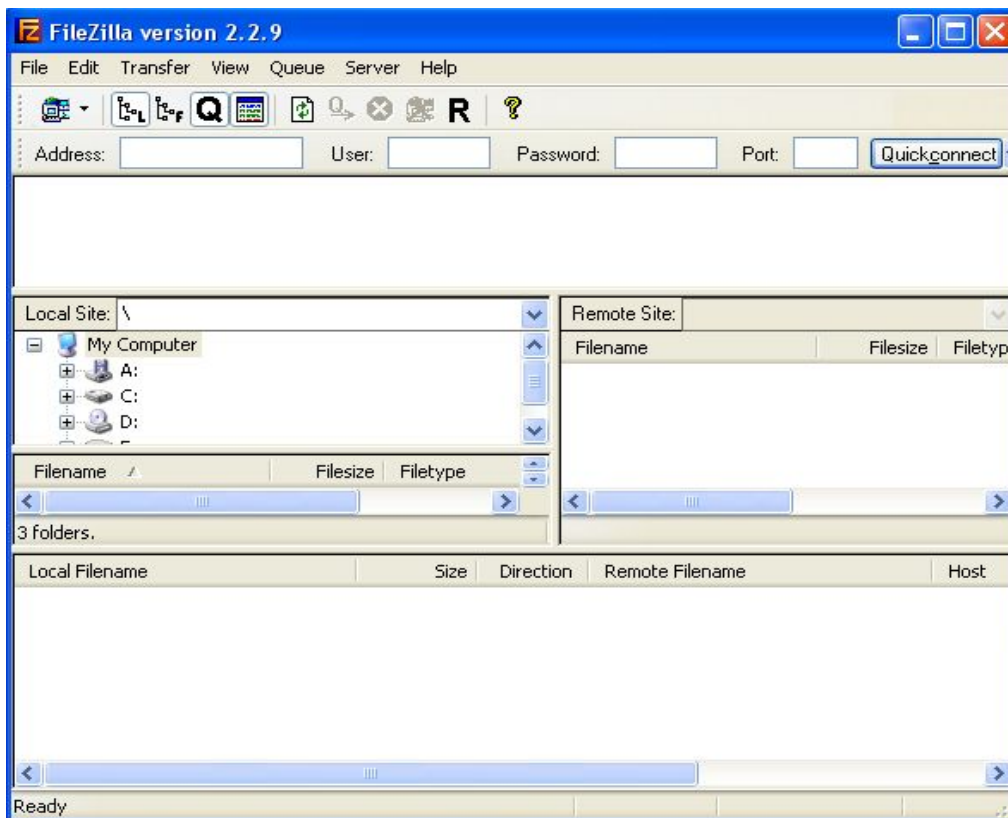 FileZilla version 2.2.9
File Edit Transfer View Queue Server Help
L F Q R ?
Address: User: Password: Port: Quickconnect
Local Site: \ Remote Site:
My Computer Filename Filesize Filetyp
A:
C:
D:
Filename Filesize Filetype
3 folders.
Local Filename Size Direction Remote Filename Host
Ready